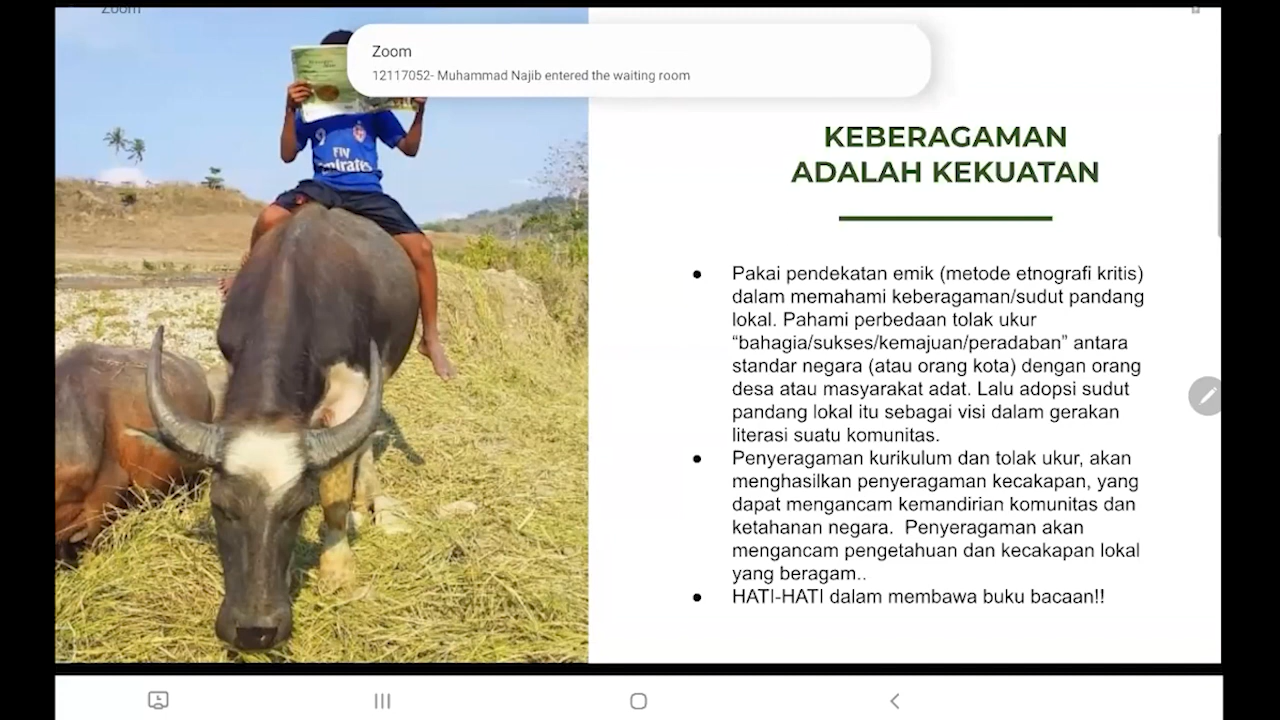 Zoom
Zoom
12117052- Muhammad Najib entered the waiting room
9
FLY
Emirates
KEBERAGAMAN
ADALAH KEKUATAN
● Pakai pendekatan emik (metode etnografi kritis)
dalam memahami keberagaman/sudut pandang
lokal. Pahami perbedaan tolak ukur
“bahagia/sukses/kemajuan/peradaban” antara
standar negara (atau orang kota) dengan orang
desa atau masyarakat adat. Lalu adopsi sudut
pandang lokal itu sebagai visi dalam gerakan
literasi suatu komunitas.
● Penyeragaman kurikulum dan tolak ukur, akan
menghasilkan penyeragaman kecakapan, yang
dapat mengancam kemandirian komunitas dan
ketahanan negara.  Penyeragaman akan
mengancam pengetahuan dan kecakapan lokal
yang beragam..
● HATI-HATI dalam membawa buku bacaan!!